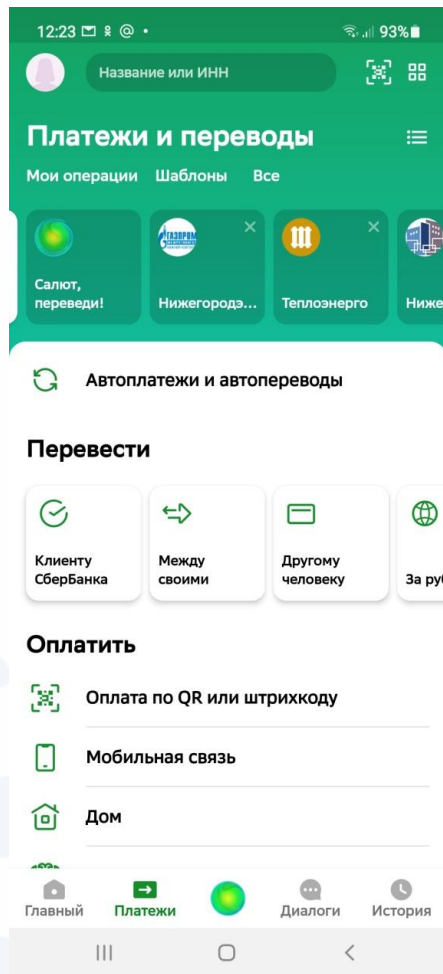 12:23
93%
Название или ИНН
Платежи и переводы
Мои операции Шаблоны Все
Салют,
переведи!
ГАЗПРОМ
Нижегородэ...
Теплоэнерго
Ниже
Автоплатежи и автопереводы
Перевести
Клиенту
СберБанка
Между
своими
Другому
человеку
За ру
Оплатить
Оплата по QR или штрихкоду
Мобильная связь
Дом
Главный
Платежи
Диалоги
История